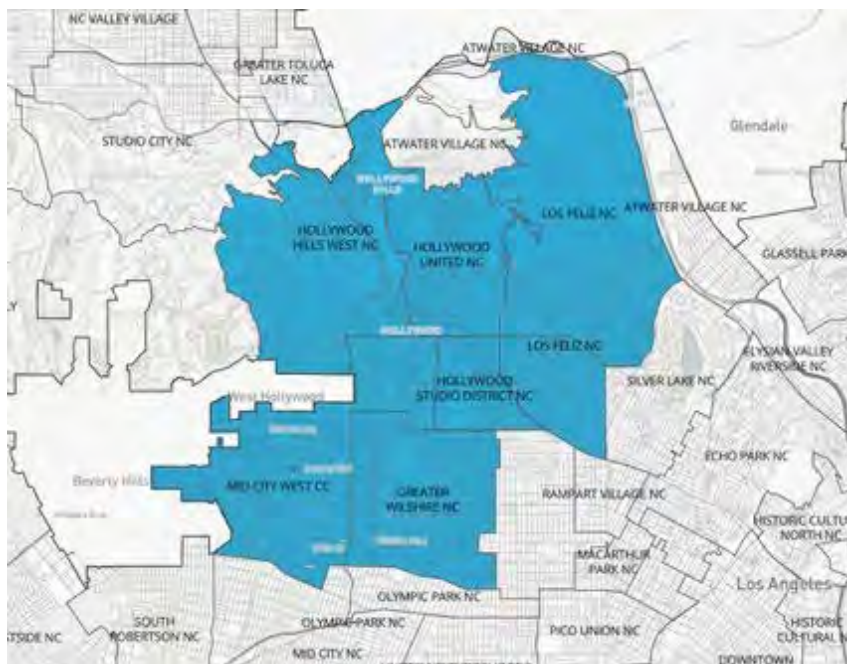 NC VALLEY VILLAGE
ATWATER VILLAGE NC
GREATER TOLUCA
LAKE NC
STUDIO CITY NC
ATWATER VILLAGE NC
Glendale
HOLLYWOOD
HILLS WEST NC
HOLLYWOOD
UNITED NC
LOS FELIZ NC
ATWATER VILLAGE NC
GLASSELL PARK
HOLLYWOOD
LOS FELIZ NC
ELYSIAN VALLEY
RIVERSIDE NC
HOLLYWOOD
STUDIO DISTRICT NC
SILVER LAKE NC
West Hollywood
ECHO PARK NC
Beverly Hills
MID CITY WEST CC
GREATER
WILSHIRE NC
RAMPART VILLAGE NC
HISTORIC CULTU
NORTH NC
MACARTHUR
PARK NC
Los Angeles
OLYMPIC PARK NC
SOUTH
ROBERTSON NC
OLYMPIC PARK NC
PICO UNION NC
HISTORIC
CULTURAL N
STSIDE NC
MID CITY NC
DOWNTOWN